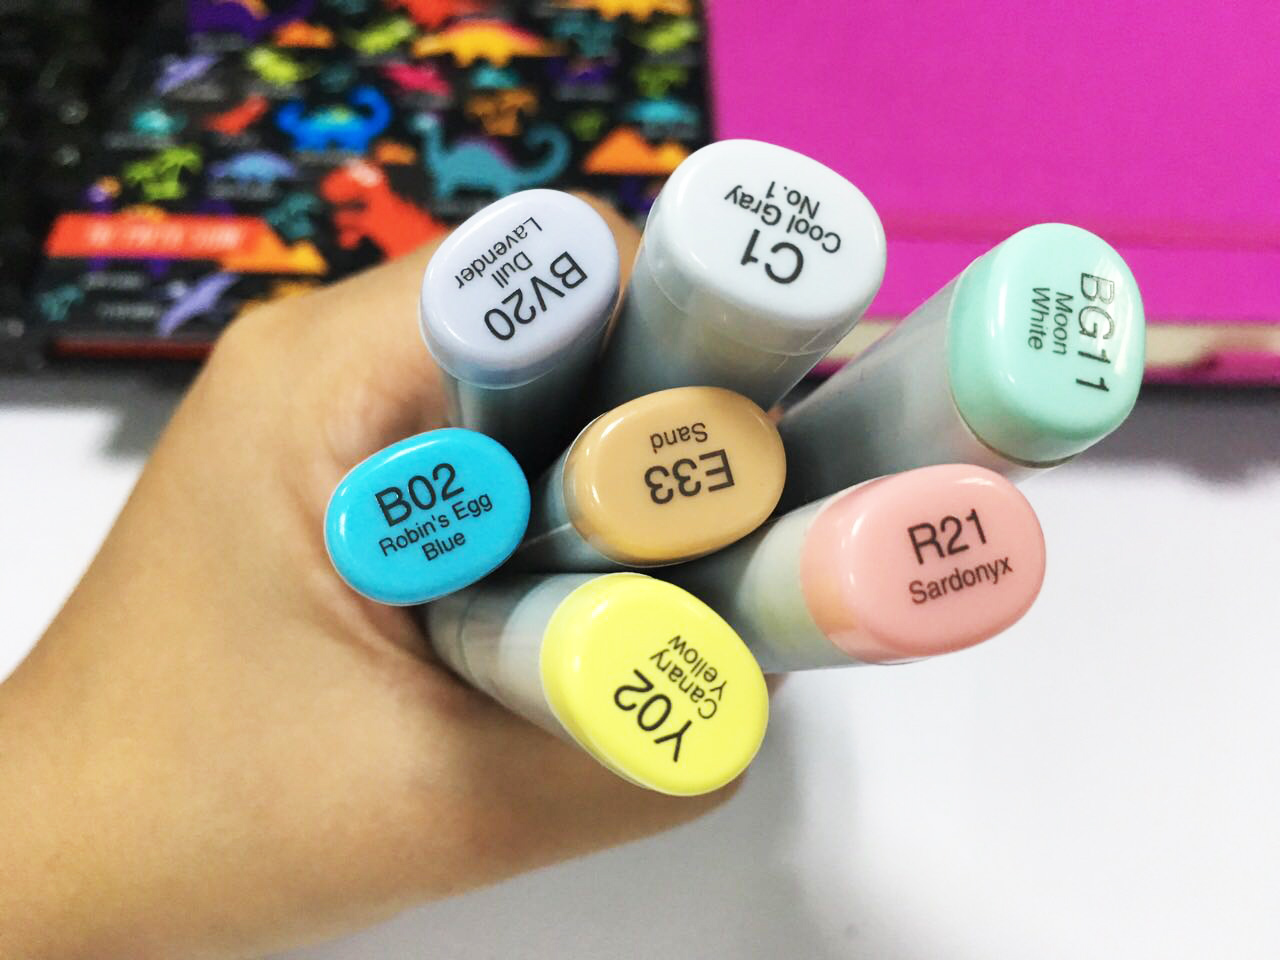 BV20
Dull
Lavender
C1
Cool Gray
No.1
BG11
Moon
White
B02
Robin's Egg
Blue
E33
Sand
R21
Sardonyx
Y02
Canary
Yellow